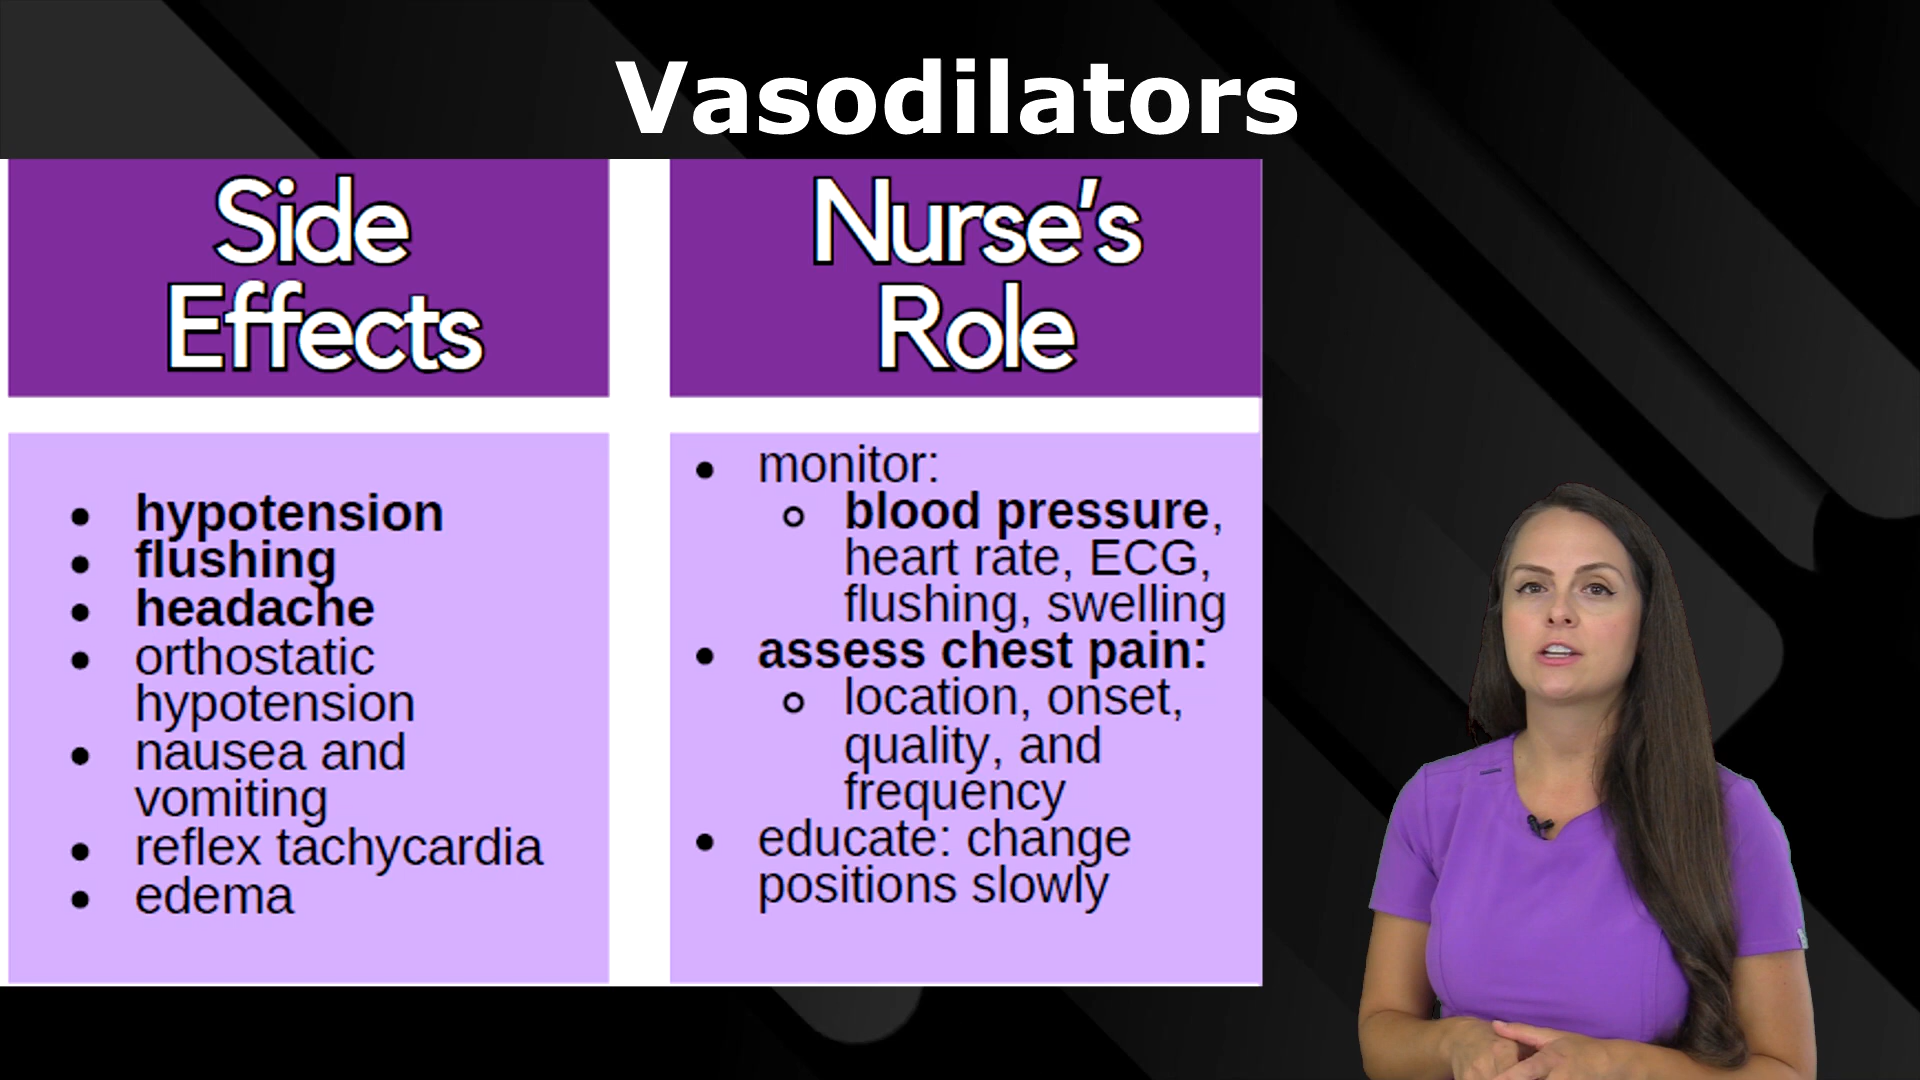 Vasodilators
Side
Effects
• hypotension
• flushing
• headache
• orthostatic
hypotension
• nausea and
vomiting
• reflex tachycardia
• edema
Nurse's
Role
• monitor:
○ blood pressure,
heart rate, ECG,
flushing, swelling
• assess chest pain:
○ location, onset,
quality, and
frequency
• educate: change
positions slowly